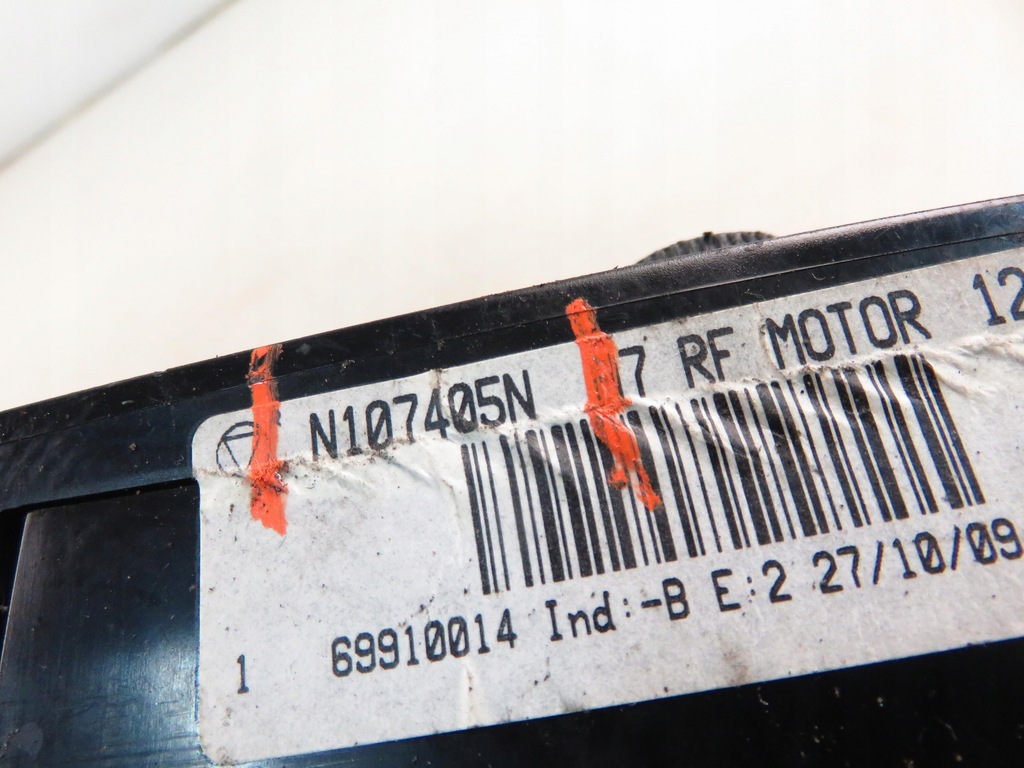 N107405N 7 RF MOTOR 12
69910014 Ind:-B E:2 27/10/09
1